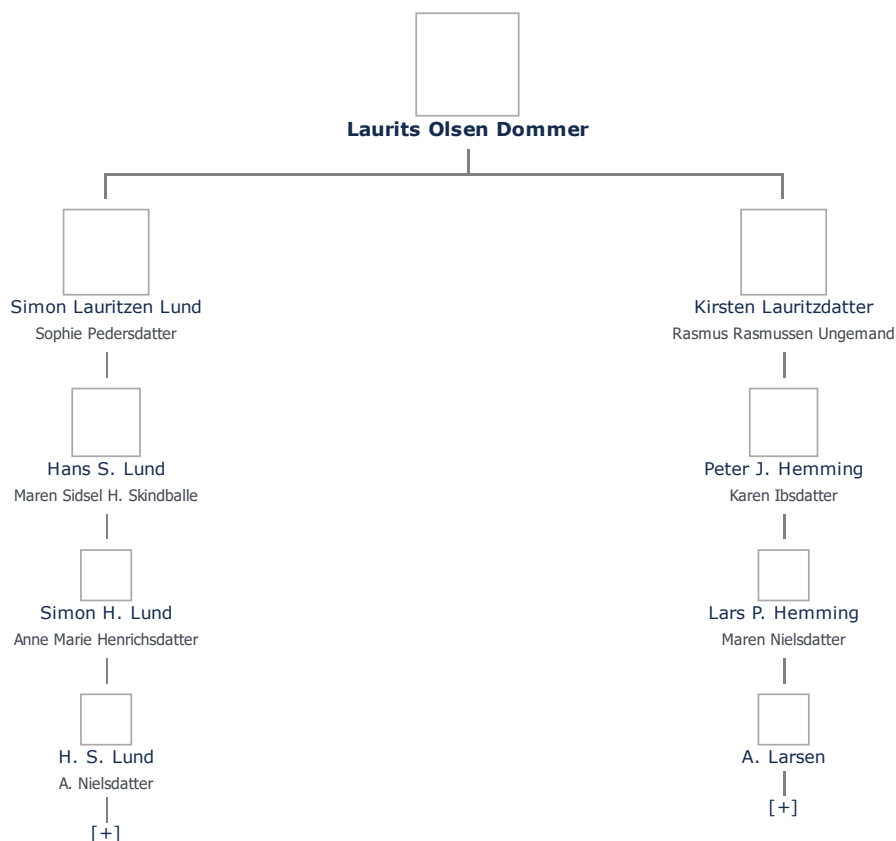 Laurits Olsen Dommer
Simon Lauritzen Lund
Sophie Pedersdatter
Kirsten Lauritzdatter
Rasmus Rasmussen Ungemand
Hans S. Lund
Maren Sidsel H. Skindballe
Peter J. Hemming
Karen Ibsdatter
Simon H. Lund
Anne Marie Henrichsdatter
Lars P. Hemming
Maren Nielsdatter
H. S. Lund
A. Nielsdatter
[+]
A. Larsen
[+]